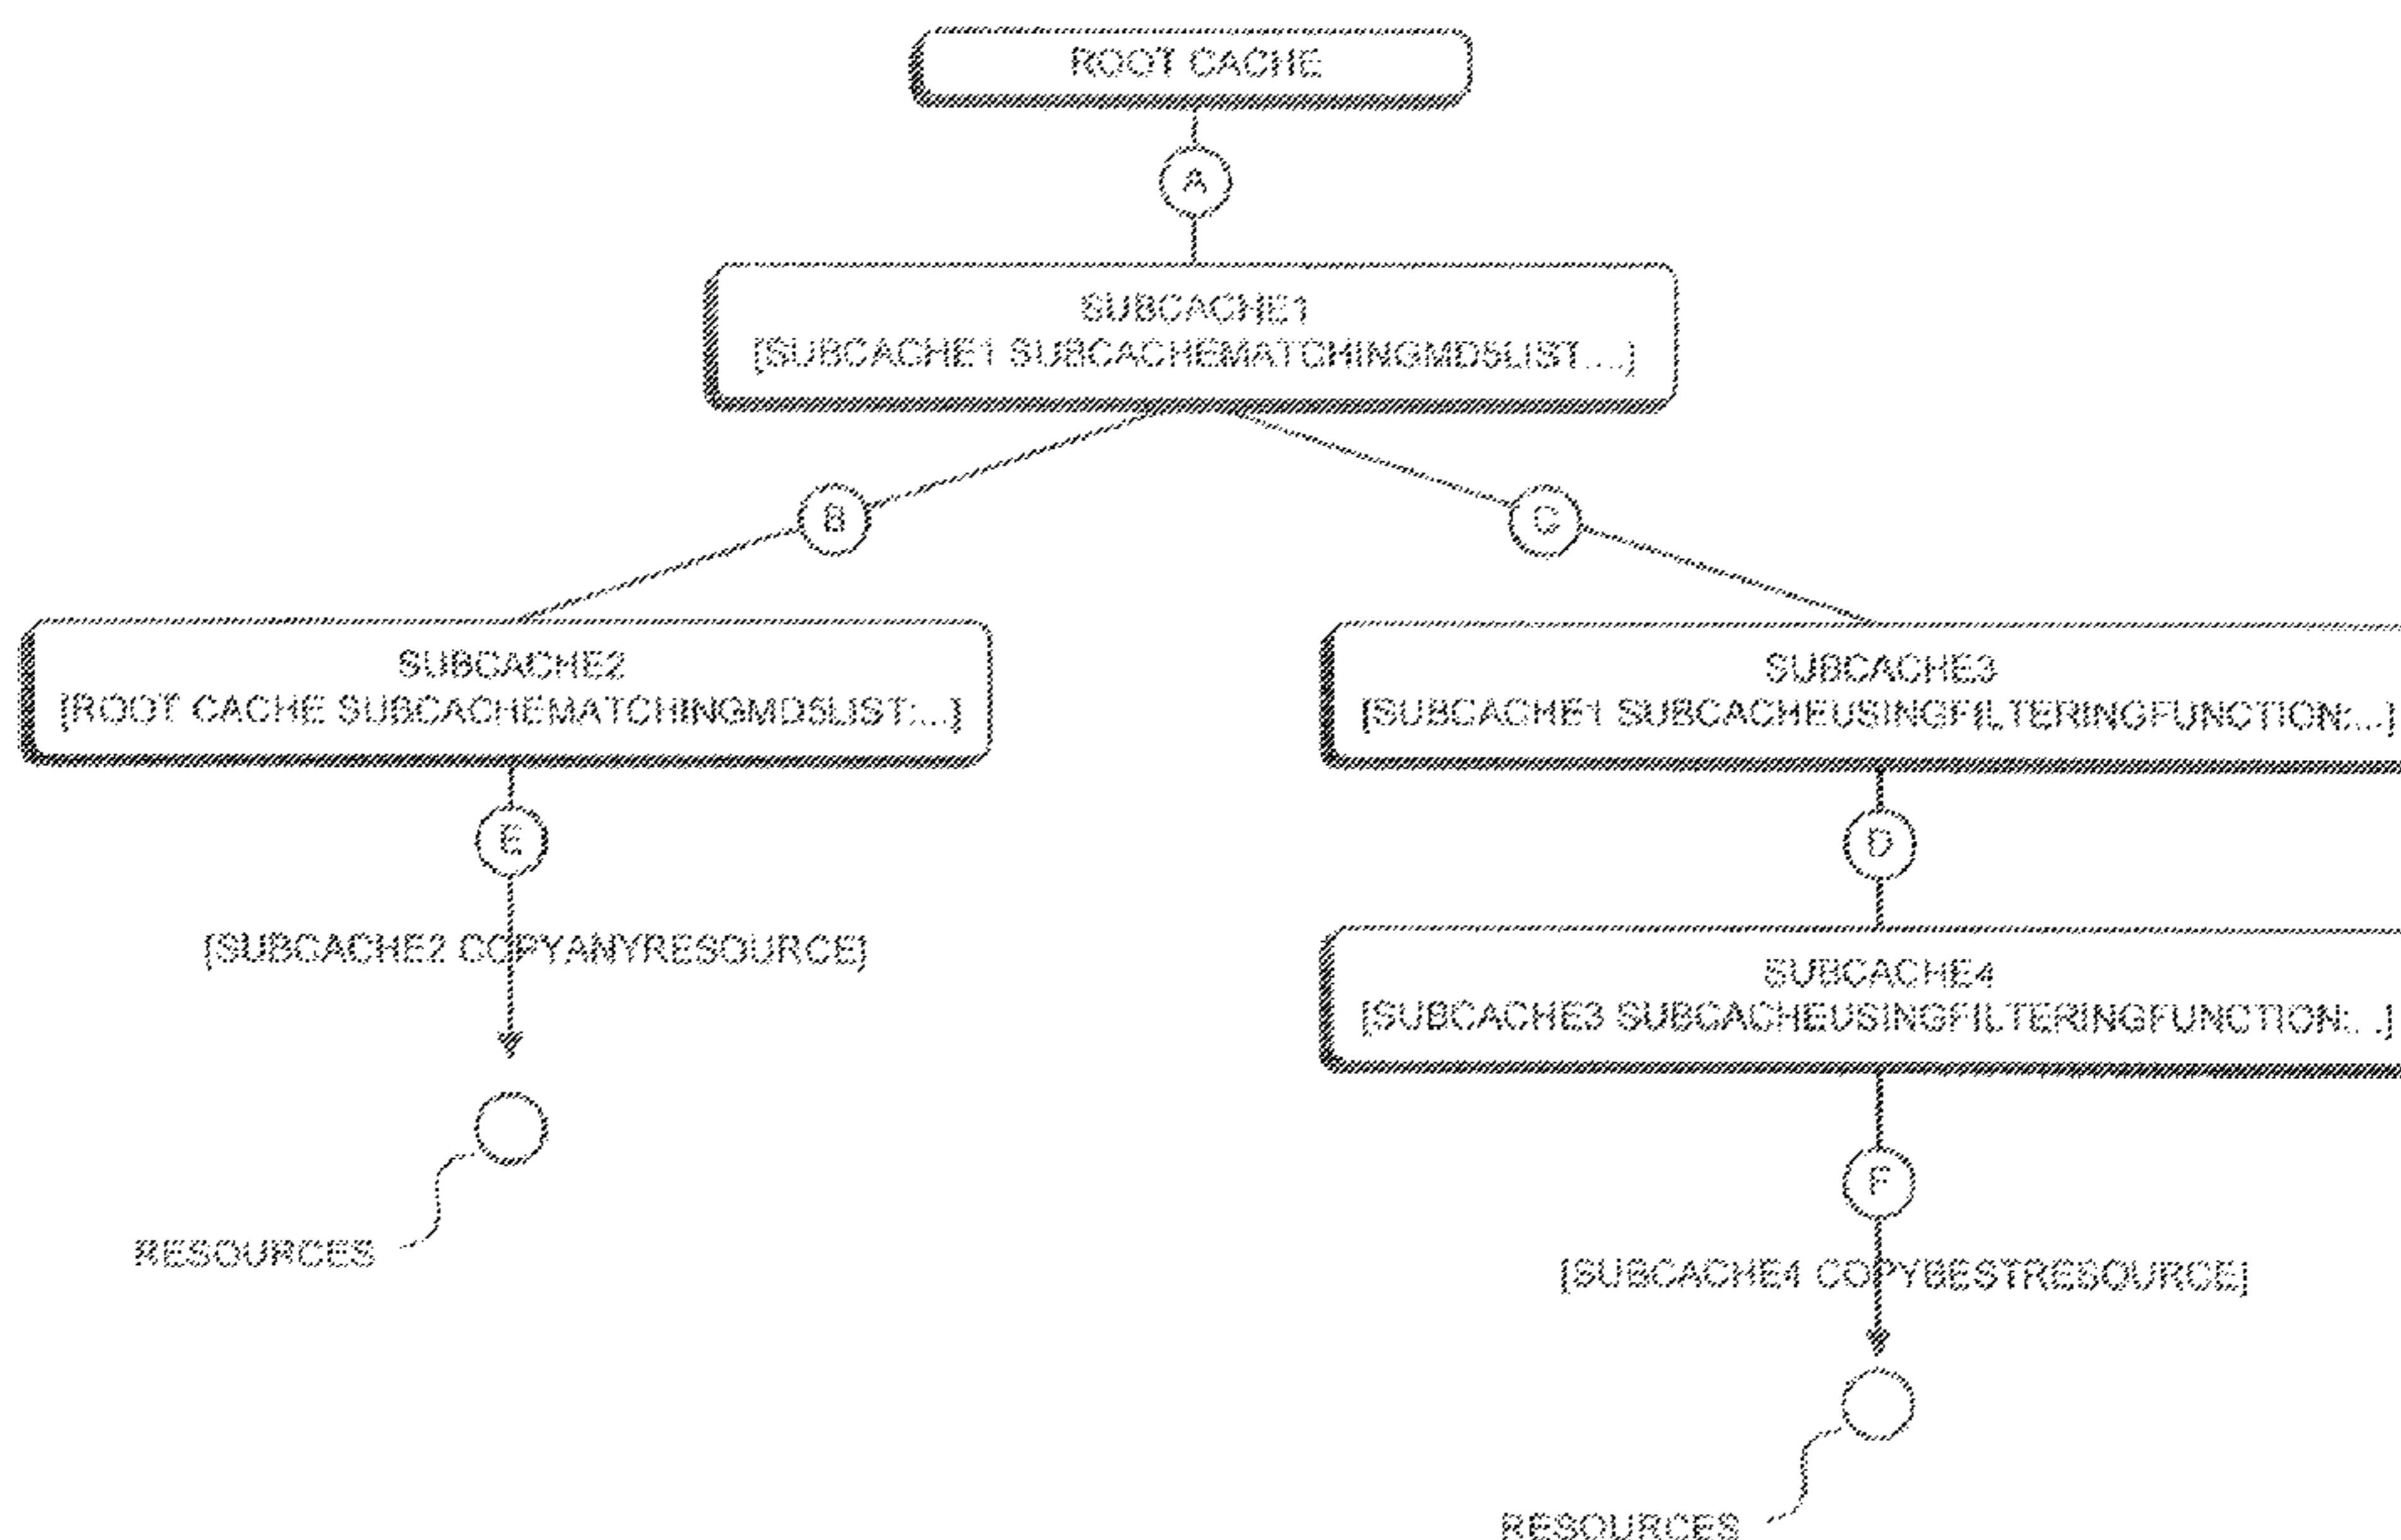 ROOT CACHE
A
SUBCACHE1
[SUBCACHE1 SUBCACHEMATCHINGMD5LIST:...]
B
C
SUBCACHE2
[ROOT CACHE SUBCACHEMATCHINGMD5LIST:...]
SUBCACHE3
[SUBCACHE1 SUBCACHEUSINGFILTERINGFUNCTION:...]
E
D
[SUBCACHE2 COPYANYRESOURCE]
SUBCACHE4
[SUBCACHE3 SUBCACHEUSINGFILTERINGFUNCTION:...]
F
RESOURCES
[SUBCACHE4 COPYBESTRESOURCE]
RESOURCES